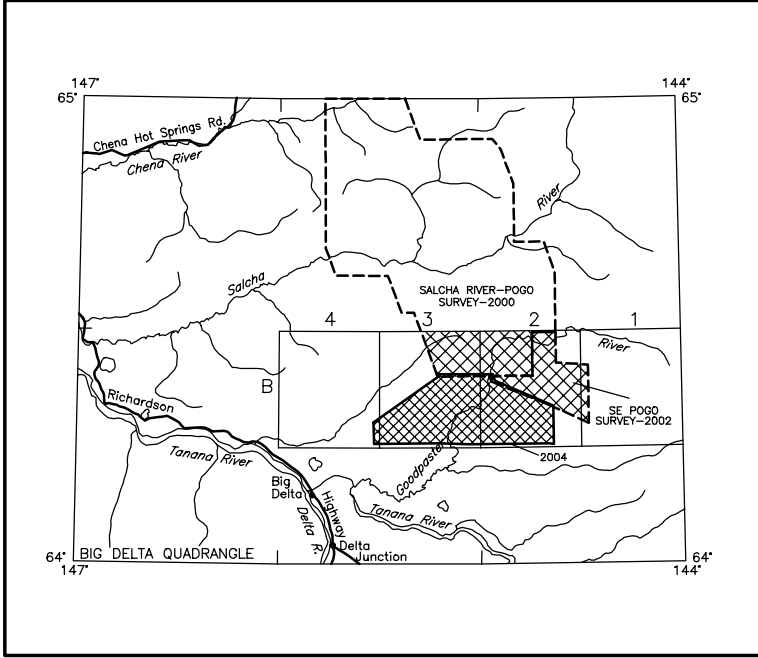 147°
144°
65°
65°
Chena Hot Springs Rd.
Chena River
River
Salcha
SALCHA RIVER-POGO
SURVEY-2000
4
3
2
1
River
B
Richardson
SE POGO
SURVEY-2002
Tanana River
Goodpaster
2004
Big
Delta
Highway
Delta R.
Tanana River
Delta
Junction
BIG DELTA QUADRANGLE
64°
64°
147°
144°